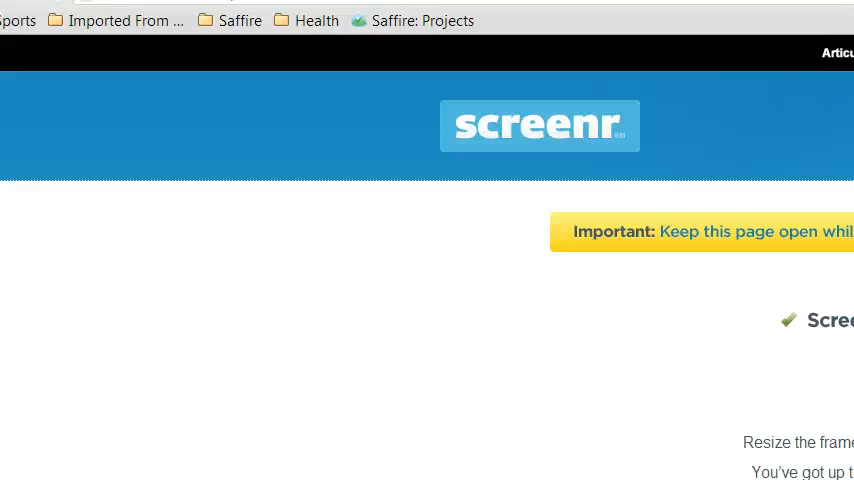 Sports Imported From ... Saffire Health Saffire: Projects
Articu
screenr
Important: Keep this page open whil
Scree
Resize the frame
You've got up t